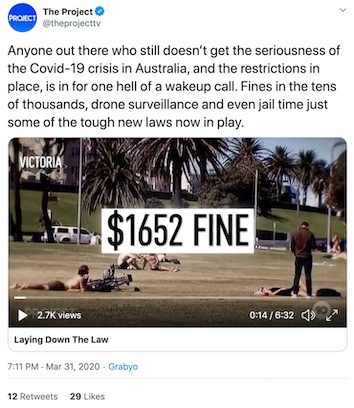 The Project
@theprojecttv
Anyone out there who still doesn't get the seriousness of
the Covid-19 crisis in Australia, and the restrictions in
place, is in for one hell of a wakeup call. Fines in the tens
of thousands, drone surveillance and even jail time just
some of the tough new laws now in play.
VICTORIA
$1652 FINE
2.7K views
0:14 / 6:32
Laying Down The Law
7:11 PM · Mar 31, 2020 · Grabyo
12 Retweets 29 Likes
PROJECT